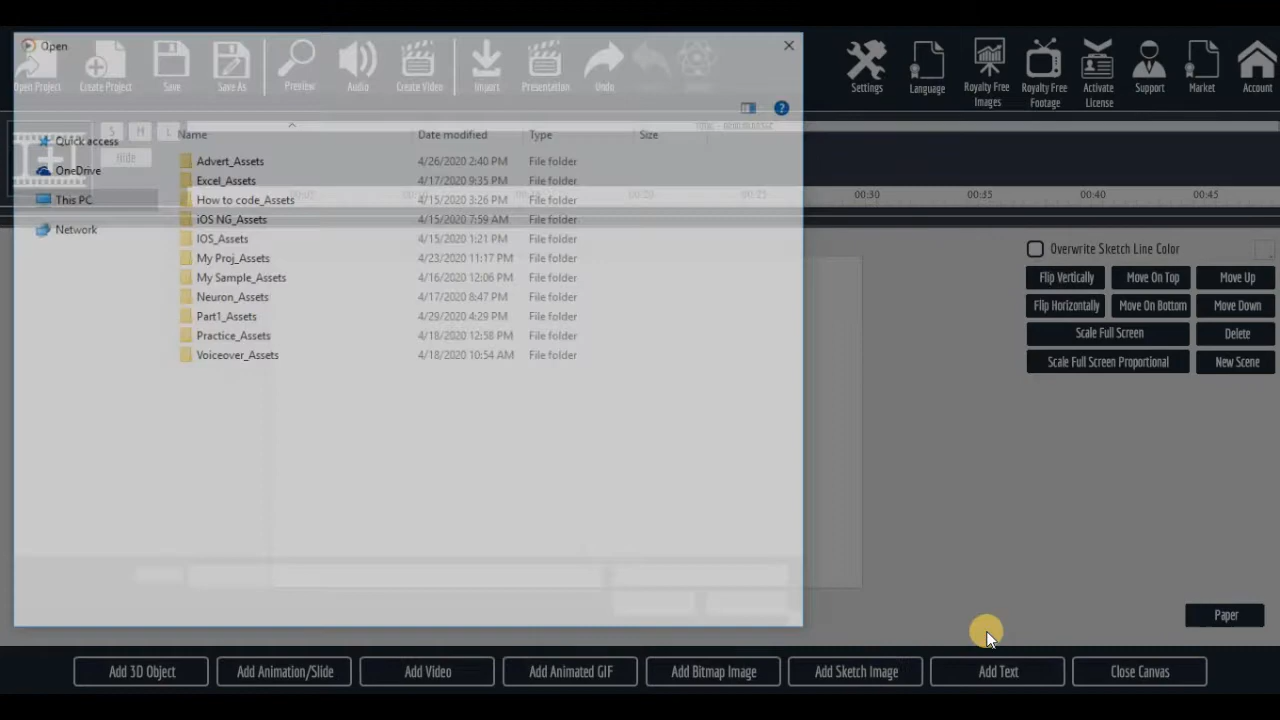 Open
Open Project
Create Project
Save
Save As
Preview
Audio
Create Video
Import
Presentation
Undo
Settings
Language
Royalty Free Images
Royalty Free Footage
Activate License
Support
Market
Account
?
S M L
Hide
Name Date modified Type Size
Quick access
OneDrive
This PC
Network
Advert_Assets 4/26/2020 2:40 PM File folder
Excel_Assets 4/17/2020 9:35 PM File folder
How to code_Assets 4/15/2020 3:26 PM File folder
iOS NG_Assets 4/15/2020 7:59 AM File folder
IOS_Assets 4/15/2020 1:21 PM File folder
My Proj_Assets 4/23/2020 11:17 PM File folder
My Sample_Assets 4/16/2020 12:06 PM File folder
Neuron_Assets 4/17/2020 8:47 PM File folder
Part1_Assets 4/29/2020 4:29 PM File folder
Practice_Assets 4/18/2020 12:58 PM File folder
Voiceover_Assets 4/18/2020 10:54 AM File folder
00:20 00:25 00:30 00:35 00:40 00:45
Overwrite Sketch Line Color
Flip Vertically Move On Top Move Up
Flip Horizontally Move On Bottom Move Down
Scale Full Screen Delete
Scale Full Screen Proportional New Scene
Paper
Add 3D Object Add Animation/Slide Add Video Add Animated GIF Add Bitmap Image Add Sketch Image Add Text Close Canvas